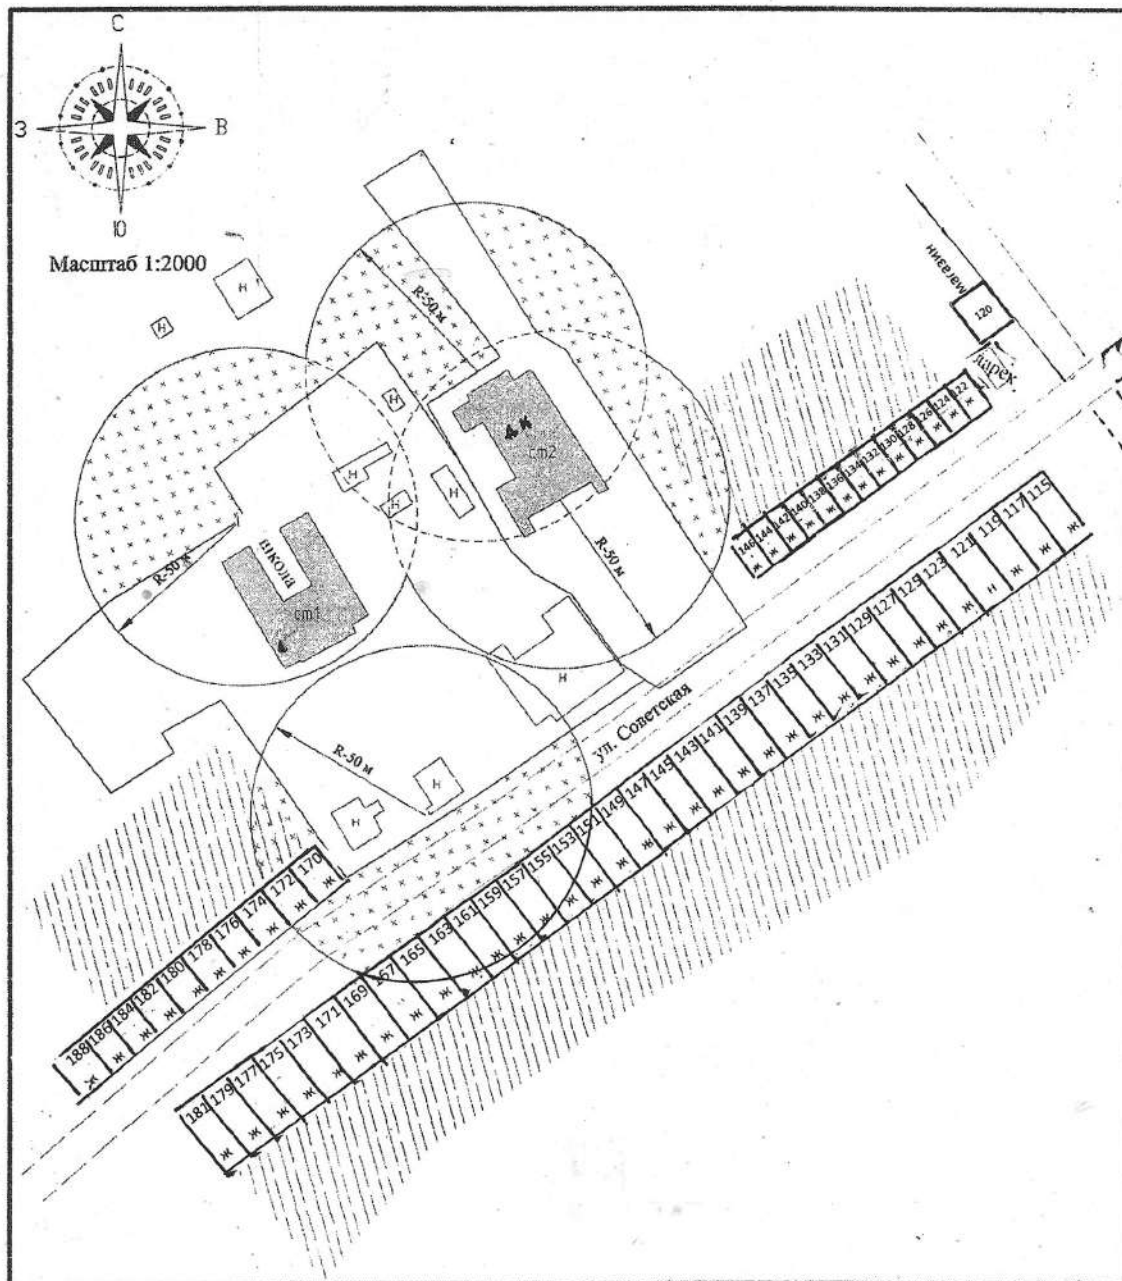 С
З
В
Ю
Масштаб 1:2000
Н
Н
R-50 м
магазин
120
ларек
Н
Н
Н
Н
ст2
школа
ст1
R-50 м
R-50 м
R-50 м
Н
Н
Н
ул. Советская
146 144 142 140 138 136 134 132 130 128 126 124 122
ж ж ж ж ж ж ж ж ж ж ж ж ж
181 179 177 175 173 171 169 167 165 163 161 159 157 155 153 151 149 147 145 143 141 139 137 135 133 131 129 127 125 123 121 119 117 115
ж ж ж ж ж ж ж ж ж ж ж ж ж ж ж ж ж ж ж ж ж ж ж ж ж ж ж ж ж ж ж н ж ж
188 186 184 182 180 178 176 174 172 170
ж ж ж ж ж ж ж ж ж ж